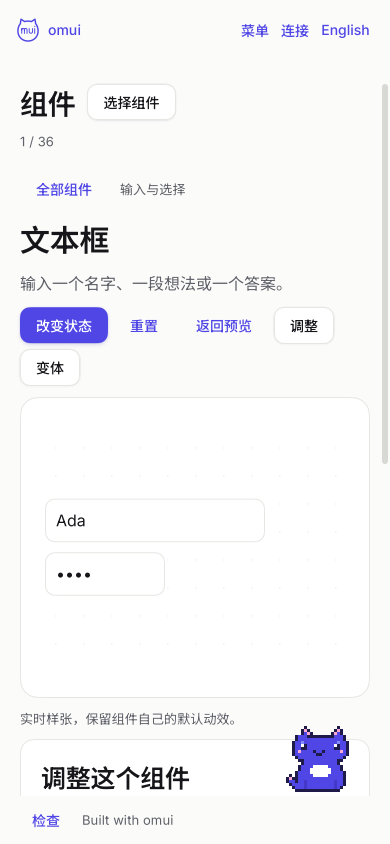 mui omui 菜单 连接 English
组件 选择组件
1 / 36
全部组件 输入与选择
文本框
输入一个名字、一段想法或一个答案。
改变状态 重置 返回预览 调整
变体
Ada
••••
实时样张，保留组件自己的默认动效。
调整这个组件
检查 Built with omui